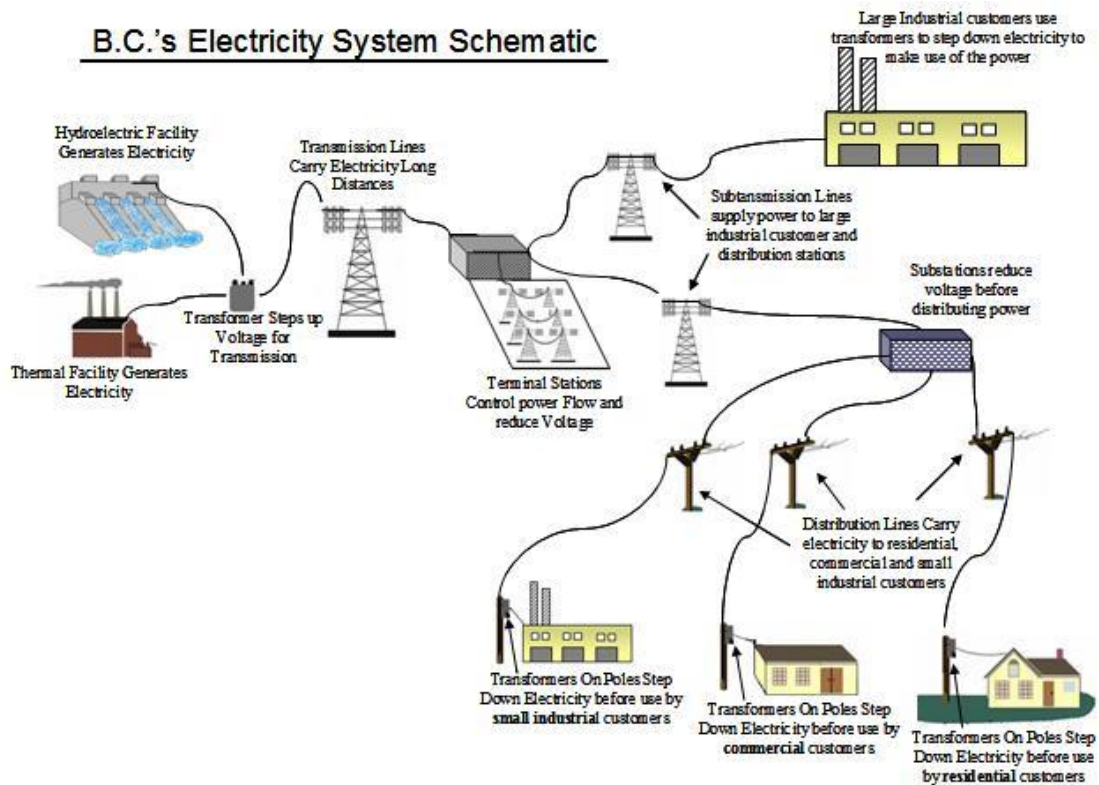 B.C.'s Electricity System Schematic
Large Industrial customers use
transformers to step down electricity to
make use of the power
Hydroelectric Facility
Generates Electricity
Transmission Lines
Carry Electricity Long
Distances
Subtansmission Lines
supply power to large
industrial customer and
distribution stations
Substations reduce
voltage before
distributing power
Transformer Steps up
Voltage for
Transmission
Thermal Facility Generates
Electricity
Terminal Stations
Control power Flow and
reduce Voltage
Distribution Lines Carry
electricity to residential,
commercial and small
industrial customers
Transformers On Poles Step
Down Electricity before use by
small industrial customers
Transformers On Poles Step
Down Electricity before use by
commercial customers
Transformers On Poles Step
Down Electricity before use
by residential customers